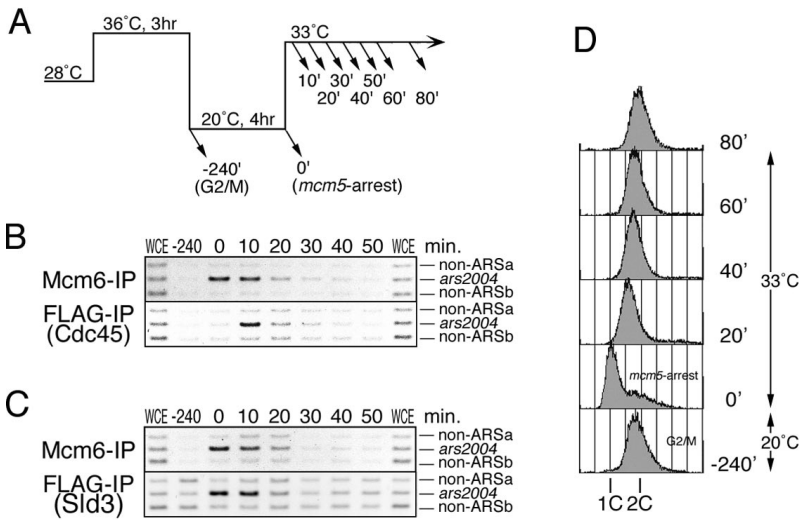 A
36˚C, 3hr
28˚C
20˚C, 4hr
33˚C
10' 30' 50'
20' 40' 60' 80'
-240'
(G2/M)
0'
(mcm5-arrest)
B
WCE -240 0 10 20 30 40 50 WCE min.
Mcm6-IP
non-ARSa
ars2004
non-ARSb
FLAG-IP
(Cdc45)
non-ARSa
ars2004
non-ARSb
C
WCE -240 0 10 20 30 40 50 WCE min.
Mcm6-IP
non-ARSa
ars2004
non-ARSb
FLAG-IP
(Sld3)
non-ARSa
ars2004
non-ARSb
D
80'
60'
40'
20'
mcm5-arrest
0'
G2/M
-240'
33˚C
20˚C
1C 2C